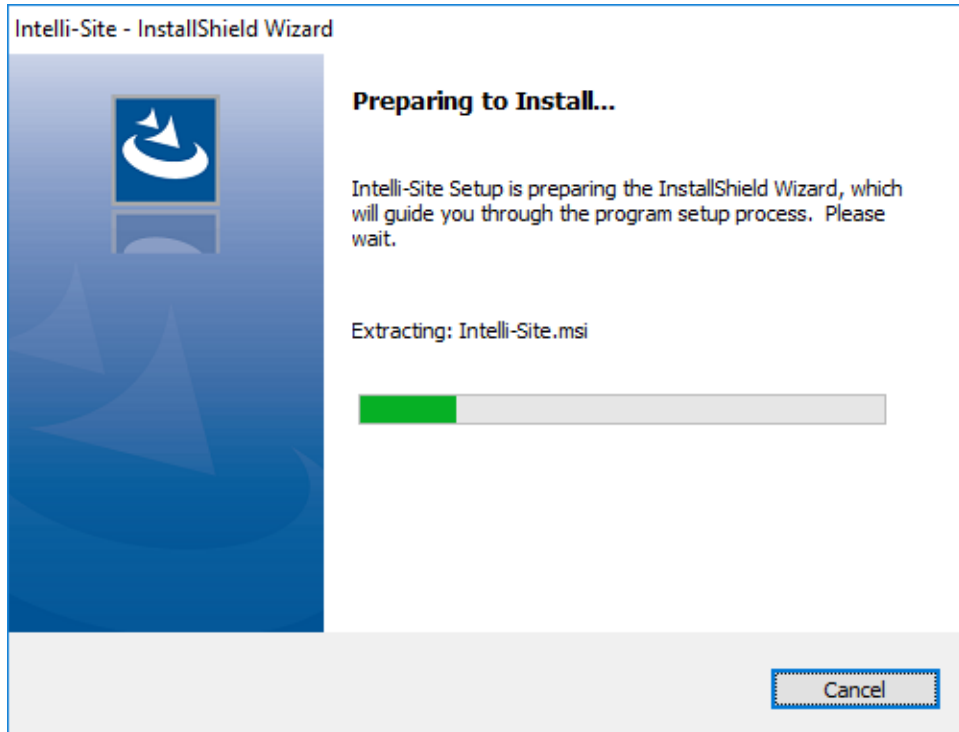 Intelli-Site - InstallShield Wizard
Preparing to Install...
Intelli-Site Setup is preparing the InstallShield Wizard, which
will guide you through the program setup process.  Please
wait.
Extracting: Intelli-Site.msi
Cancel